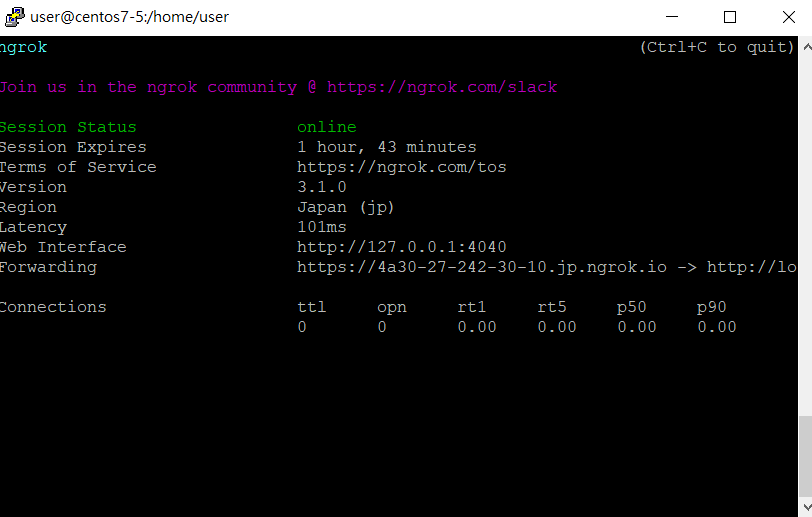 user@centos7-5:/home/user
ngrok (Ctrl+C to quit)
Join us in the ngrok community @ https://ngrok.com/slack
Session Status online
Session Expires 1 hour, 43 minutes
Terms of Service https://ngrok.com/tos
Version 3.1.0
Region Japan (jp)
Latency 101ms
Web Interface http://127.0.0.1:4040
Forwarding https://4a30-27-242-30-10.jp.ngrok.io -> http://lo
Connections ttl opn rt1 rt5 p50 p90
0 0 0.00 0.00 0.00 0.00